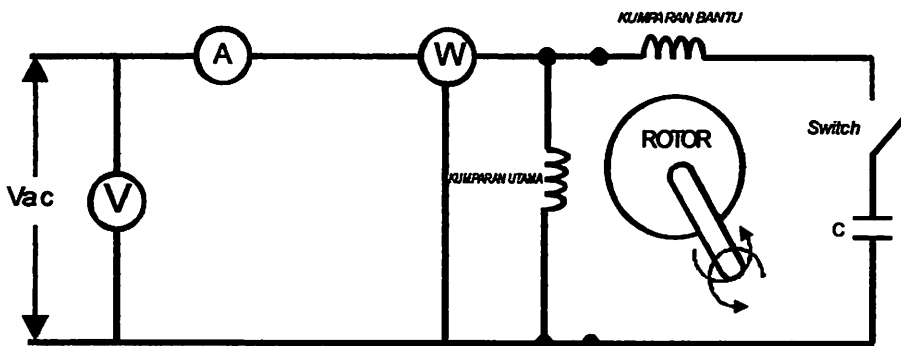 KUMPARAN BANTU
A
W
ROTOR
Switch
KUMPARAN UTAMA
Vac
V
C